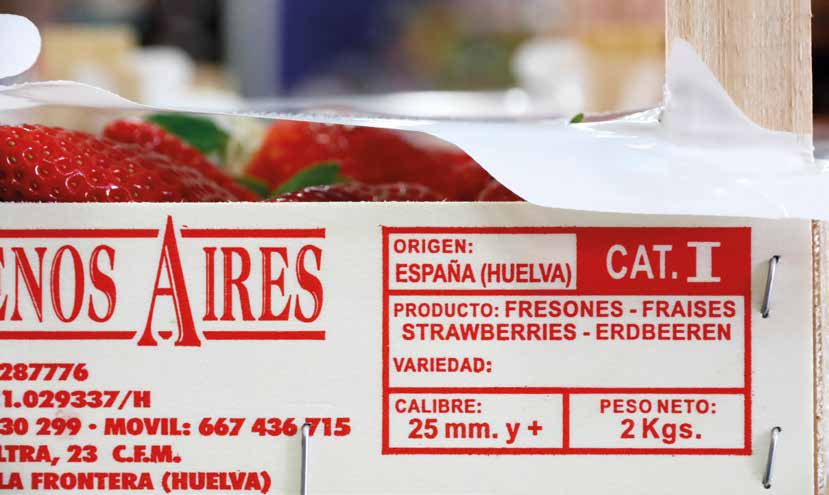 ENOS AIRES
287776
1.029337/H
30 299 · MOVIL: 667 436 715
LTRA, 23 C.F.M.
LA FRONTERA (HUELVA)
ORIGEN:
ESPAÑA (HUELVA)
CAT. I
PRODUCTO: FRESONES - FRAISES
STRAWBERRIES - ERDBEEREN
VARIEDAD:
CALIBRE:
25 mm. y +
PESO NETO:
2 Kgs.